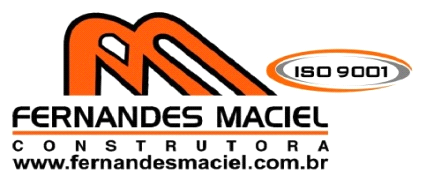 ISO 9001
FERNANDES MACIEL
CONSTRUTORA
www.fernandesmaciel.com.br